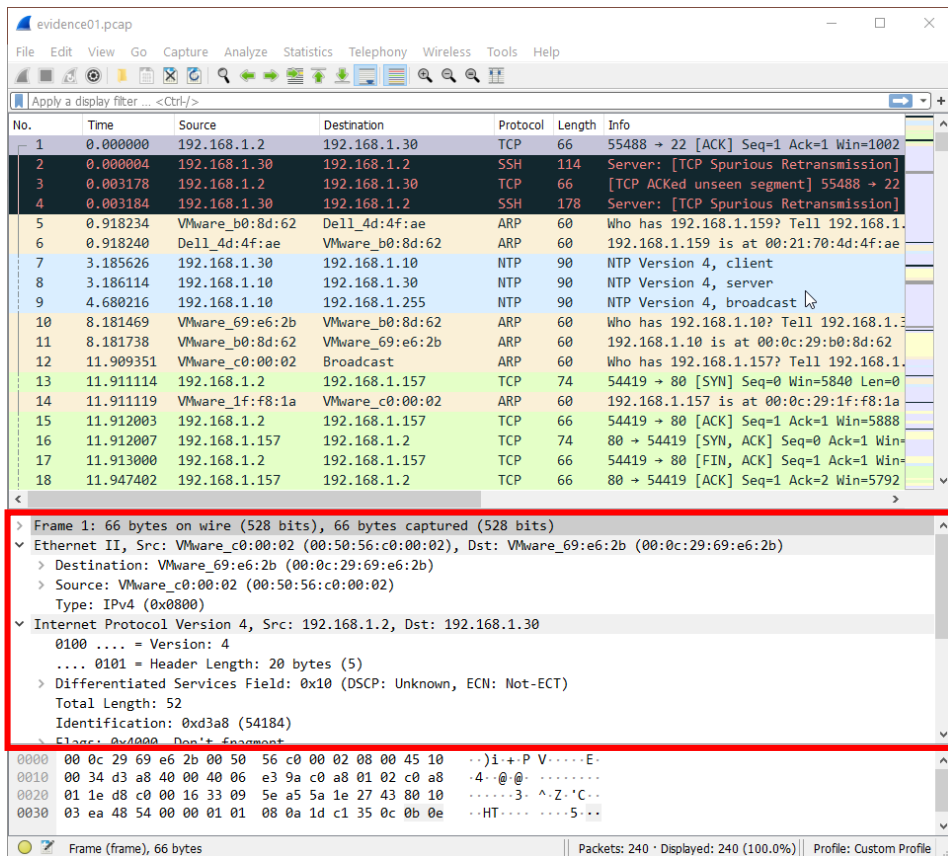 evidence01.pcap
File Edit View Go Capture Analyze Statistics Telephony Wireless Tools Help
Apply a display filter ... <Ctrl-/>
No. Time Source Destination Protocol Length Info
1 0.000000 192.168.1.2 192.168.1.30 TCP 66 55488 → 22 [ACK] Seq=1 Ack=1 Win=1002
2 0.000004 192.168.1.30 192.168.1.2 SSH 114 Server: [TCP Spurious Retransmission]
3 0.003178 192.168.1.2 192.168.1.30 TCP 66 [TCP ACKed unseen segment] 55488 → 22
4 0.003184 192.168.1.30 192.168.1.2 SSH 178 Server: [TCP Spurious Retransmission]
5 0.918234 VMware_b0:8d:62 Dell_4d:4f:ae ARP 60 Who has 192.168.1.159? Tell 192.168.1.
6 0.918240 Dell_4d:4f:ae VMware_b0:8d:62 ARP 60 192.168.1.159 is at 00:21:70:4d:4f:ae
7 3.185626 192.168.1.30 192.168.1.10 NTP 90 NTP Version 4, client
8 3.186114 192.168.1.10 192.168.1.30 NTP 90 NTP Version 4, server
9 4.680216 192.168.1.10 192.168.1.255 NTP 90 NTP Version 4, broadcast
10 8.181469 VMware_69:e6:2b VMware_b0:8d:62 ARP 60 Who has 192.168.1.10? Tell 192.168.1.3
11 8.181738 VMware_b0:8d:62 VMware_69:e6:2b ARP 60 192.168.1.10 is at 00:0c:29:b0:8d:62
12 11.909351 VMware_c0:00:02 Broadcast ARP 60 Who has 192.168.1.157? Tell 192.168.1.
13 11.911114 192.168.1.2 192.168.1.157 TCP 74 54419 → 80 [SYN] Seq=0 Win=5840 Len=0
14 11.911119 VMware_1f:f8:1a VMware_c0:00:02 ARP 60 192.168.1.157 is at 00:0c:29:1f:f8:1a
15 11.912003 192.168.1.2 192.168.1.157 TCP 66 54419 → 80 [ACK] Seq=1 Ack=1 Win=5888
16 11.912007 192.168.1.157 192.168.1.2 TCP 74 80 → 54419 [SYN, ACK] Seq=0 Ack=1 Win=
17 11.913000 192.168.1.2 192.168.1.157 TCP 66 54419 → 80 [FIN, ACK] Seq=1 Ack=1 Win=
18 11.947402 192.168.1.157 192.168.1.2 TCP 66 80 → 54419 [ACK] Seq=1 Ack=2 Win=5792
Frame 1: 66 bytes on wire (528 bits), 66 bytes captured (528 bits)
Ethernet II, Src: VMware_c0:00:02 (00:50:56:c0:00:02), Dst: VMware_69:e6:2b (00:0c:29:69:e6:2b)
Destination: VMware_69:e6:2b (00:0c:29:69:e6:2b)
Source: VMware_c0:00:02 (00:50:56:c0:00:02)
Type: IPv4 (0x0800)
Internet Protocol Version 4, Src: 192.168.1.2, Dst: 192.168.1.30
0100 .... = Version: 4
.... 0101 = Header Length: 20 bytes (5)
Differentiated Services Field: 0x10 (DSCP: Unknown, ECN: Not-ECT)
Total Length: 52
Identification: 0xd3a8 (54184)
Flags: 0x4000, Don't fragment
0000 00 0c 29 69 e6 2b 00 50 56 c0 00 02 08 00 45 10 ··)i·+·P V·····E·
0010 00 34 d3 a8 40 00 40 06 e3 9a c0 a8 01 02 c0 a8 ·4··@·@· ········
0020 01 1e d8 c0 00 16 33 09 5e a5 5a 1e 27 43 80 10 ······3· ^·Z·'C··
0030 03 ea 48 54 00 00 01 01 08 0a 1d c1 35 0c 0b 0e ··HT···· ····5···
Frame (frame), 66 bytes Packets: 240 · Displayed: 240 (100.0%) Profile: Custom Profile